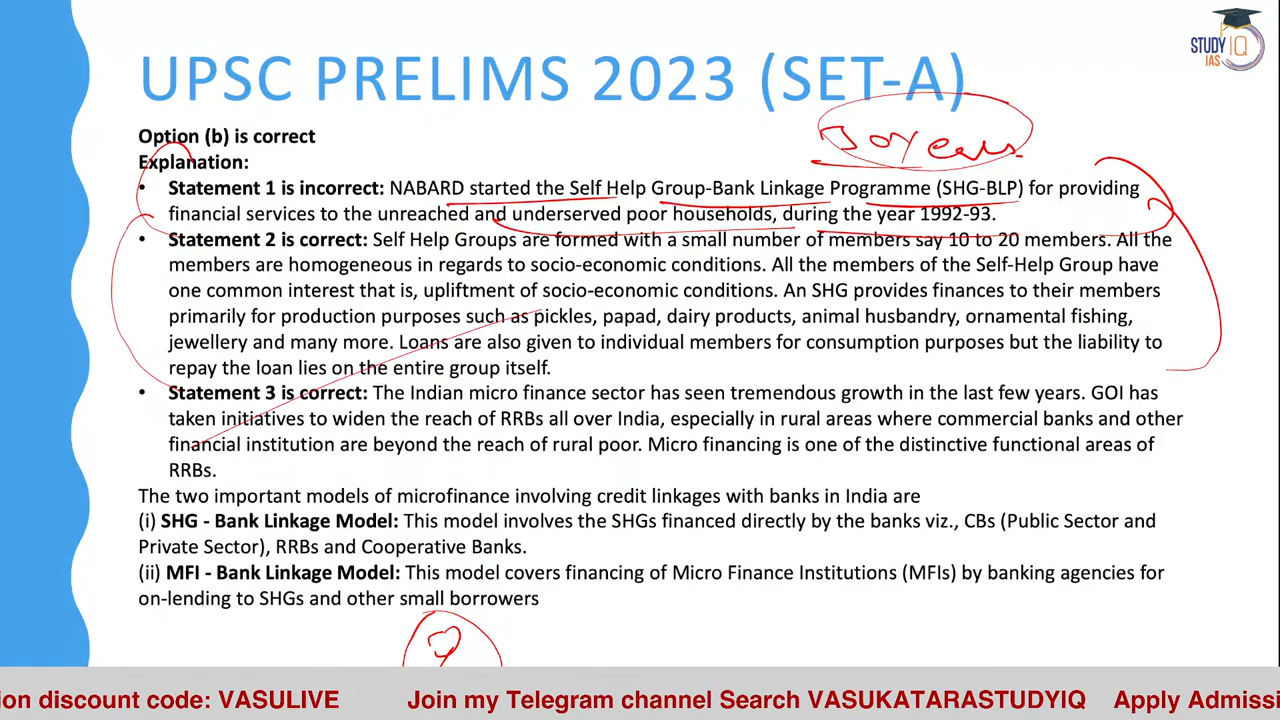 STUDY IQ
IAS
UPSC PRELIMS 2023 (SET-A)
30 Years
Option (b) is correct
Explanation:
• Statement 1 is incorrect: NABARD started the Self Help Group-Bank Linkage Programme (SHG-BLP) for providing
financial services to the unreached and underserved poor households, during the year 1992-93.
• Statement 2 is correct: Self Help Groups are formed with a small number of members say 10 to 20 members. All the
members are homogeneous in regards to socio-economic conditions. All the members of the Self-Help Group have
one common interest that is, upliftment of socio-economic conditions. An SHG provides finances to their members
primarily for production purposes such as pickles, papad, dairy products, animal husbandry, ornamental fishing,
jewellery and many more. Loans are also given to individual members for consumption purposes but the liability to
repay the loan lies on the entire group itself.
• Statement 3 is correct: The Indian micro finance sector has seen tremendous growth in the last few years. GOI has
taken initiatives to widen the reach of RRBs all over India, especially in rural areas where commercial banks and other
financial institution are beyond the reach of rural poor. Micro financing is one of the distinctive functional areas of
RRBs.
The two important models of microfinance involving credit linkages with banks in India are
(i) SHG - Bank Linkage Model: This model involves the SHGs financed directly by the banks viz., CBs (Public Sector and
Private Sector), RRBs and Cooperative Banks.
(ii) MFI - Bank Linkage Model: This model covers financing of Micro Finance Institutions (MFIs) by banking agencies for
on-lending to SHGs and other small borrowers
ion discount code: VASULIVE Join my Telegram channel Search VASUKATARASTUDYIQ Apply Admissi